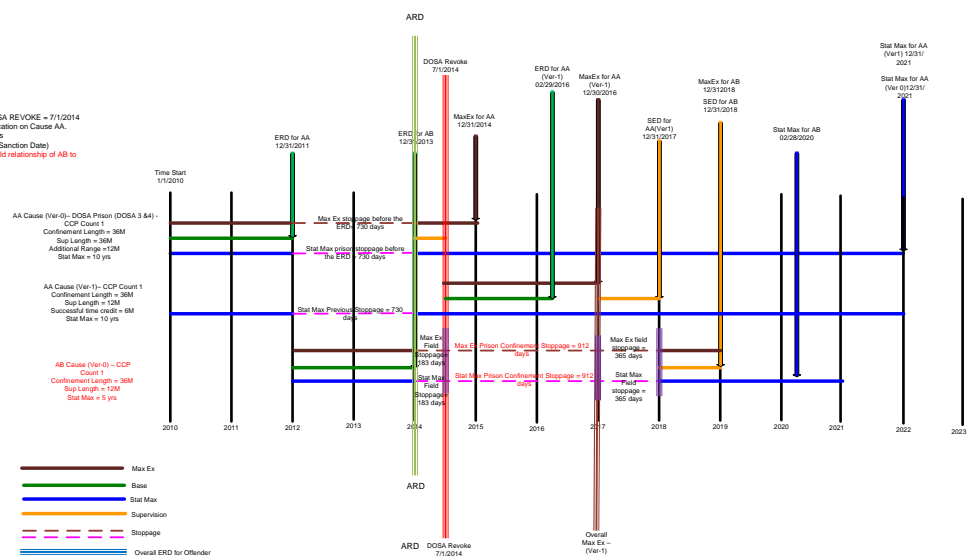 ARD
DOSA Revoke
7/1/2014
ERD for AA
(Ver-1)
02/29/2016
MaxEx for AA
(Ver-1)
12/30/2016
MaxEx for AB
12/312018
SED for AB
12/31/2018
Stat Max for AA
(Ver1) 12/31/
2021
Stat Max for AA
(Ver 0)12/31/
2021
SA REVOKE = 7/1/2014
cation on Cause AA.
s
Sanction Date)
ld relationship of AB to
ERD for AA
12/31/2011
ERD for AB
12/31/2013
MaxEx for AA
12/31/2014
SED for
AA(Ver1)
12/31/2017
Stat Max for AB
02/28/2020
Time Start
1/1/2010
AA Cause (Ver-0)– DOSA Prison (DOSA 3 &4) -
CCP Count 1
Confinement Length = 36M
Sup Length = 36M
Additional Range =12M
Stat Max = 10 yrs
Max Ex stoppage before the
ERD= 730 days
Stat Max prison stoppage before
the ERD = 730 days
AA Cause (Ver-1)– CCP Count 1
Confinement Length = 36M
Sup Length = 12M
Successful time credit = 6M
Stat Max = 10 yrs
Stat Max Previous Stoppage = 730
days
AB Cause (Ver-0) – CCP
Count 1
Confinement Length = 36M
Sup Length = 12M
Stat Max = 5 yrs
Max Ex
Field
Stoppage=
183 days
Max Ex Prison Confinement Stoppage = 912
days
Max Ex field
stoppage =
365 days
Stat Max
Field
Stoppage=
183 days
Stat Max Prison Confinement Stoppage = 912
days
Stat Max
Field
stoppage =
365 days
2010
2011
2012
2013
2014
2015
2016
2017
2018
2019
2020
2021
2022
2023
Max Ex
Base
Stat Max
Supervision
Stoppage
Overall ERD for Offender
ARD
ARD
DOSA Revoke
7/1/2014
Overall
Max Ex –
(Ver-1)